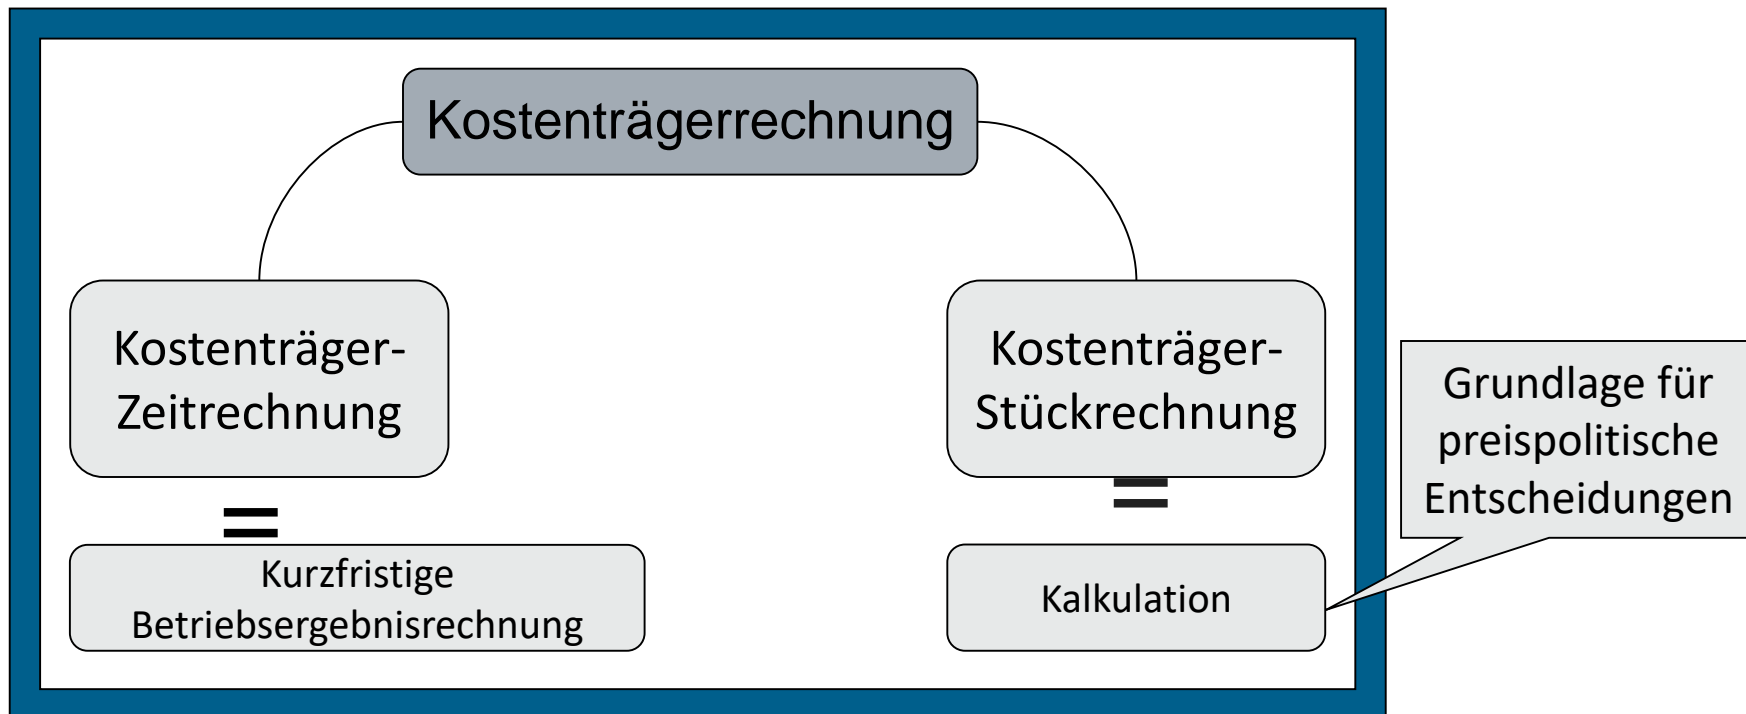 Kostenträgerrechnung
Kostenträger-
Zeitrechnung
=
Kurzfristige
Betriebsergebnisrechnung
Kostenträger-
Stückrechnung
=
Kalkulation
Grundlage für
preispolitische
Entscheidungen